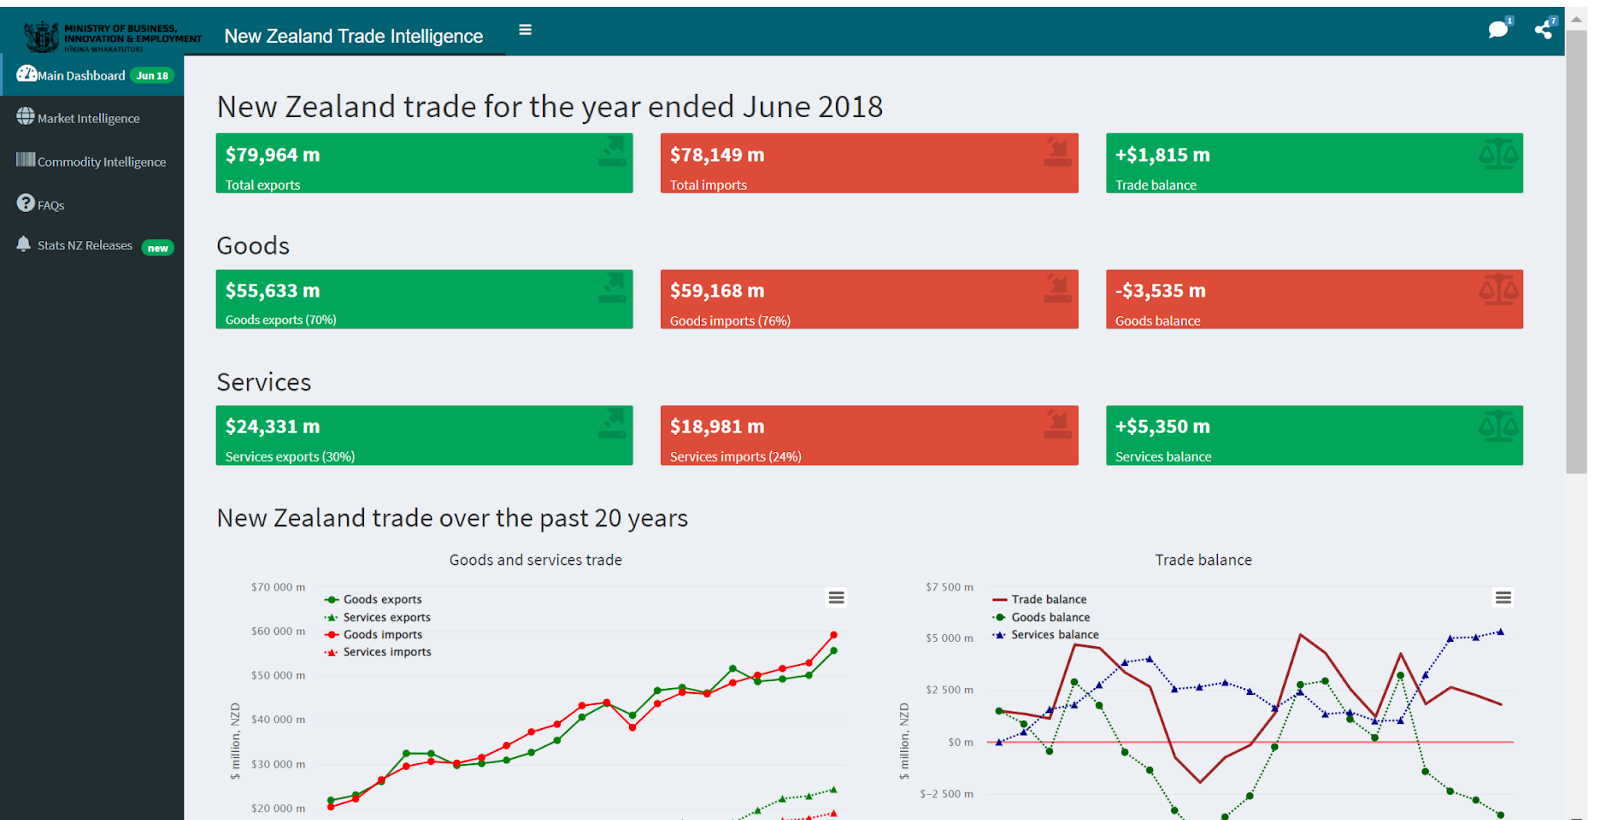 MINISTRY OF BUSINESS,
INNOVATION & EMPLOYMENT
HĪKINA WHAKATUTUKI
New Zealand Trade Intelligence
1
7
Main Dashboard Jun 18
Market Intelligence
Commodity Intelligence
FAQs
Stats NZ Releases new
New Zealand trade for the year ended June 2018
$79,964 m
Total exports
$78,149 m
Total imports
+$1,815 m
Trade balance
Goods
$55,633 m
Goods exports (70%)
$59,168 m
Goods imports (76%)
-$3,535 m
Goods balance
Services
$24,331 m
Services exports (30%)
$18,981 m
Services imports (24%)
+$5,350 m
Services balance
New Zealand trade over the past 20 years
Goods and services trade
$70 000 m
$60 000 m
$50 000 m
$40 000 m
$30 000 m
$20 000 m
$ million, NZD
Goods exports
Services exports
Goods imports
Services imports
Trade balance
$7 500 m
$5 000 m
$2 500 m
$0 m
$−2 500 m
$ million, NZD
Trade balance
Goods balance
Services balance